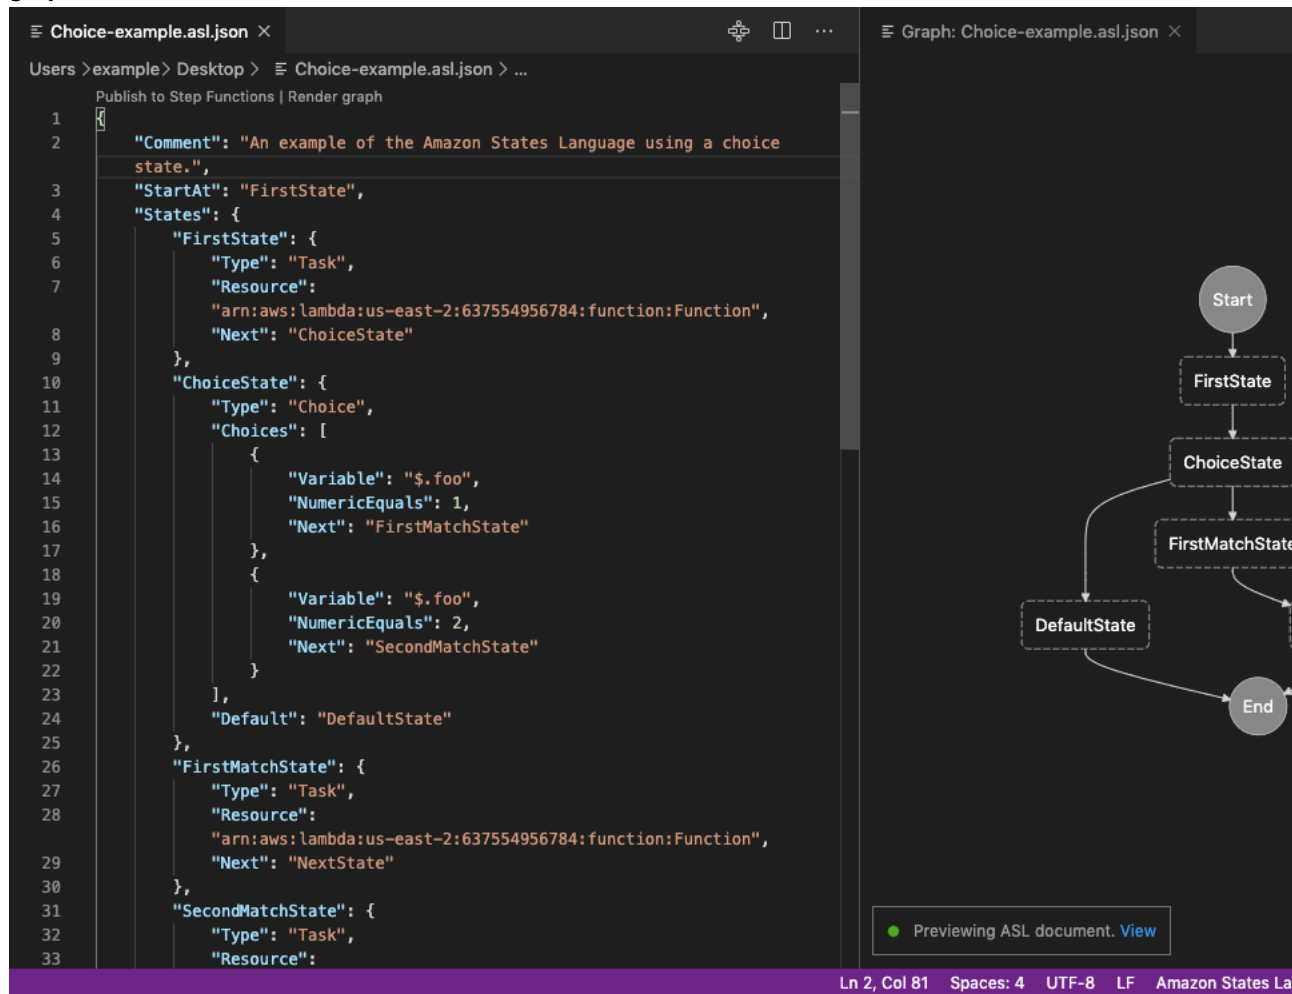 Choice-example.asl.json
Graph: Choice-example.asl.json
Users > example > Desktop > Choice-example.asl.json > ...
Publish to Step Functions | Render graph
1 {
2 "Comment": "An example of the Amazon States Language using a choice
state.",
3 "StartAt": "FirstState",
4 "States": {
5 "FirstState": {
6 "Type": "Task",
7 "Resource":
"arn:aws:lambda:us-east-2:637554956784:function:Function",
8 "Next": "ChoiceState"
9 },
10 "ChoiceState": {
11 "Type": "Choice",
12 "Choices": [
13 {
14 "Variable": "$.foo",
15 "NumericEquals": 1,
16 "Next": "FirstMatchState"
17 },
18 {
19 "Variable": "$.foo",
20 "NumericEquals": 2,
21 "Next": "SecondMatchState"
22 }
23 ],
24 "Default": "DefaultState"
25 },
26 "FirstMatchState": {
27 "Type": "Task",
28 "Resource":
"arn:aws:lambda:us-east-2:637554956784:function:Function",
29 "Next": "NextState"
30 },
31 "SecondMatchState": {
32 "Type": "Task",
33 "Resource":
Start
FirstState
ChoiceState
FirstMatchState
DefaultState
End
Previewing ASL document. View
Ln 2, Col 81 Spaces: 4 UTF-8 LF Amazon States La